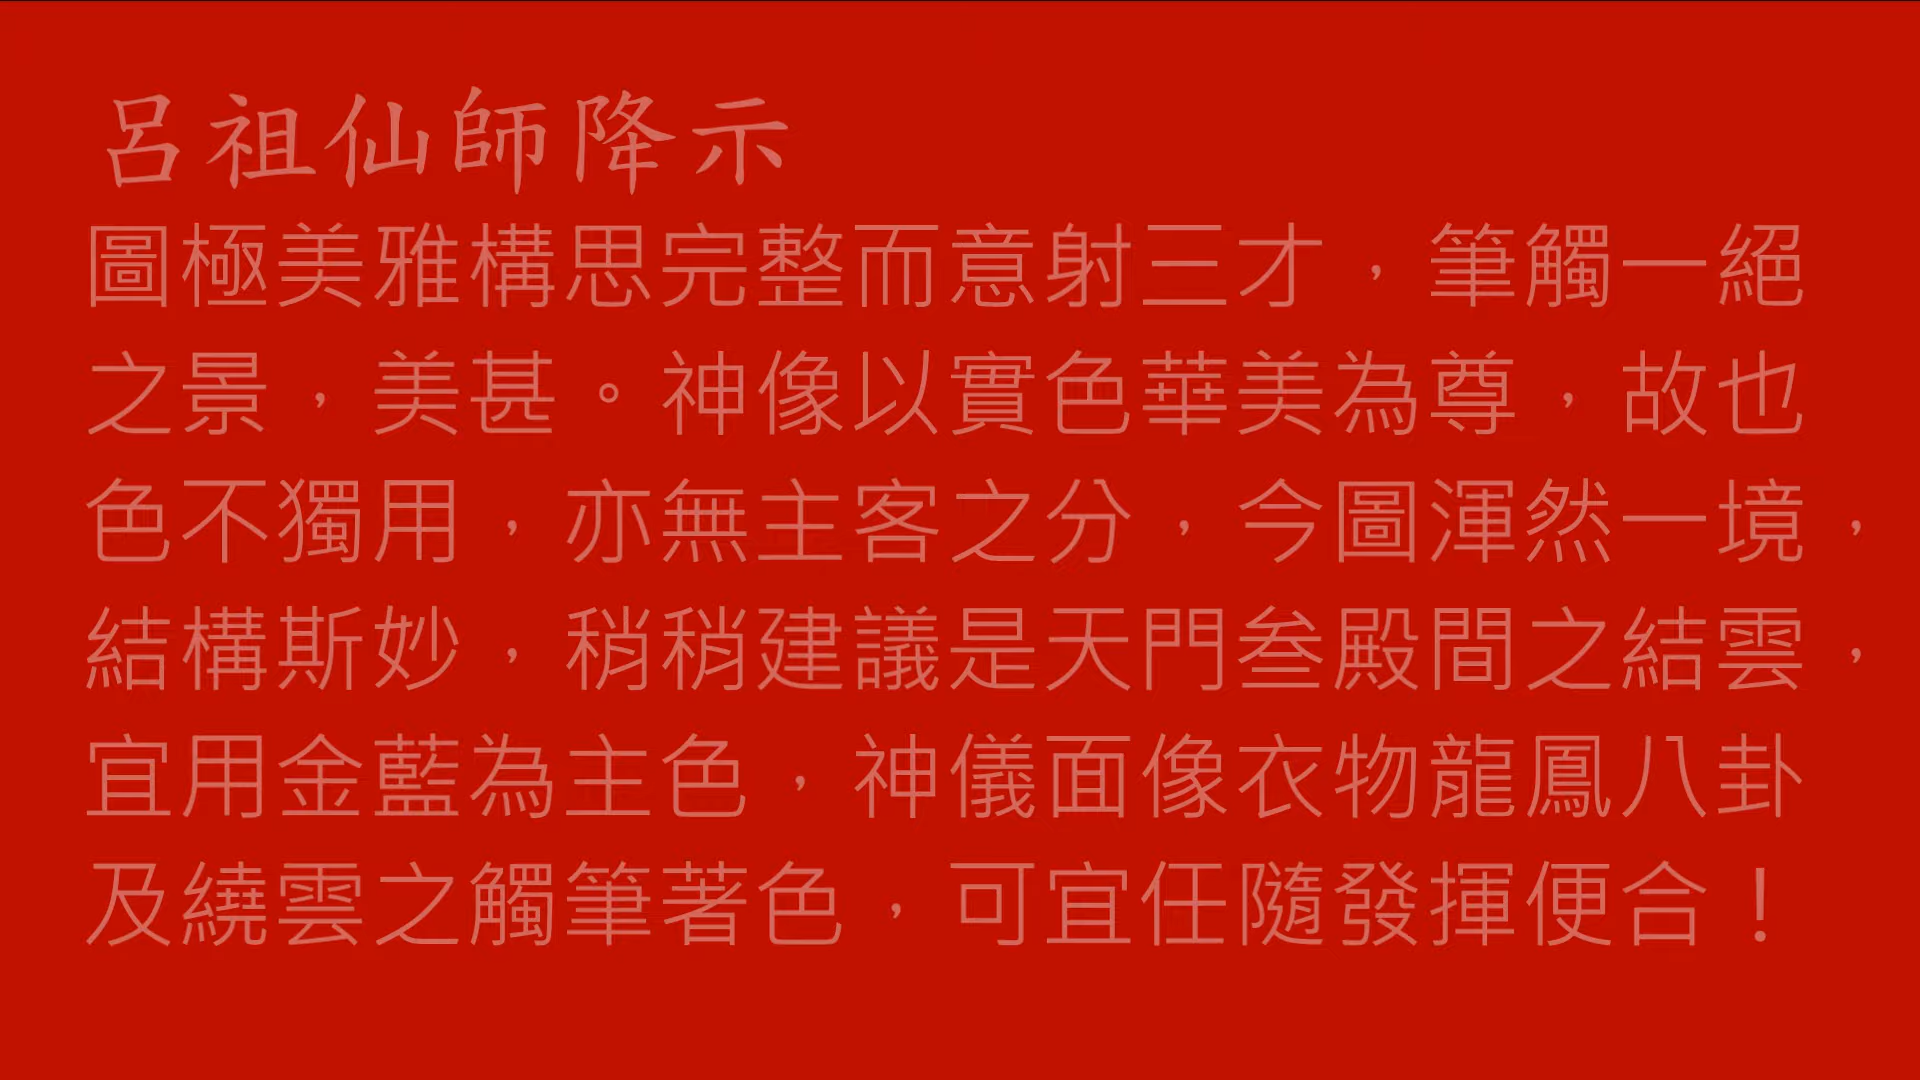 呂祖仙師降示
圖極美雅構思完整而意射三才，筆觸一絕
之景，美甚。神像以實色華美為尊，故也
色不獨用，亦無主客之分，今圖渾然一境，
結構斯妙，稍稍建議是天門叁殿間之結雲，
宜用金藍為主色，神儀面像衣物龍鳳八卦
及繞雲之觸筆著色，可宜任隨發揮便合！